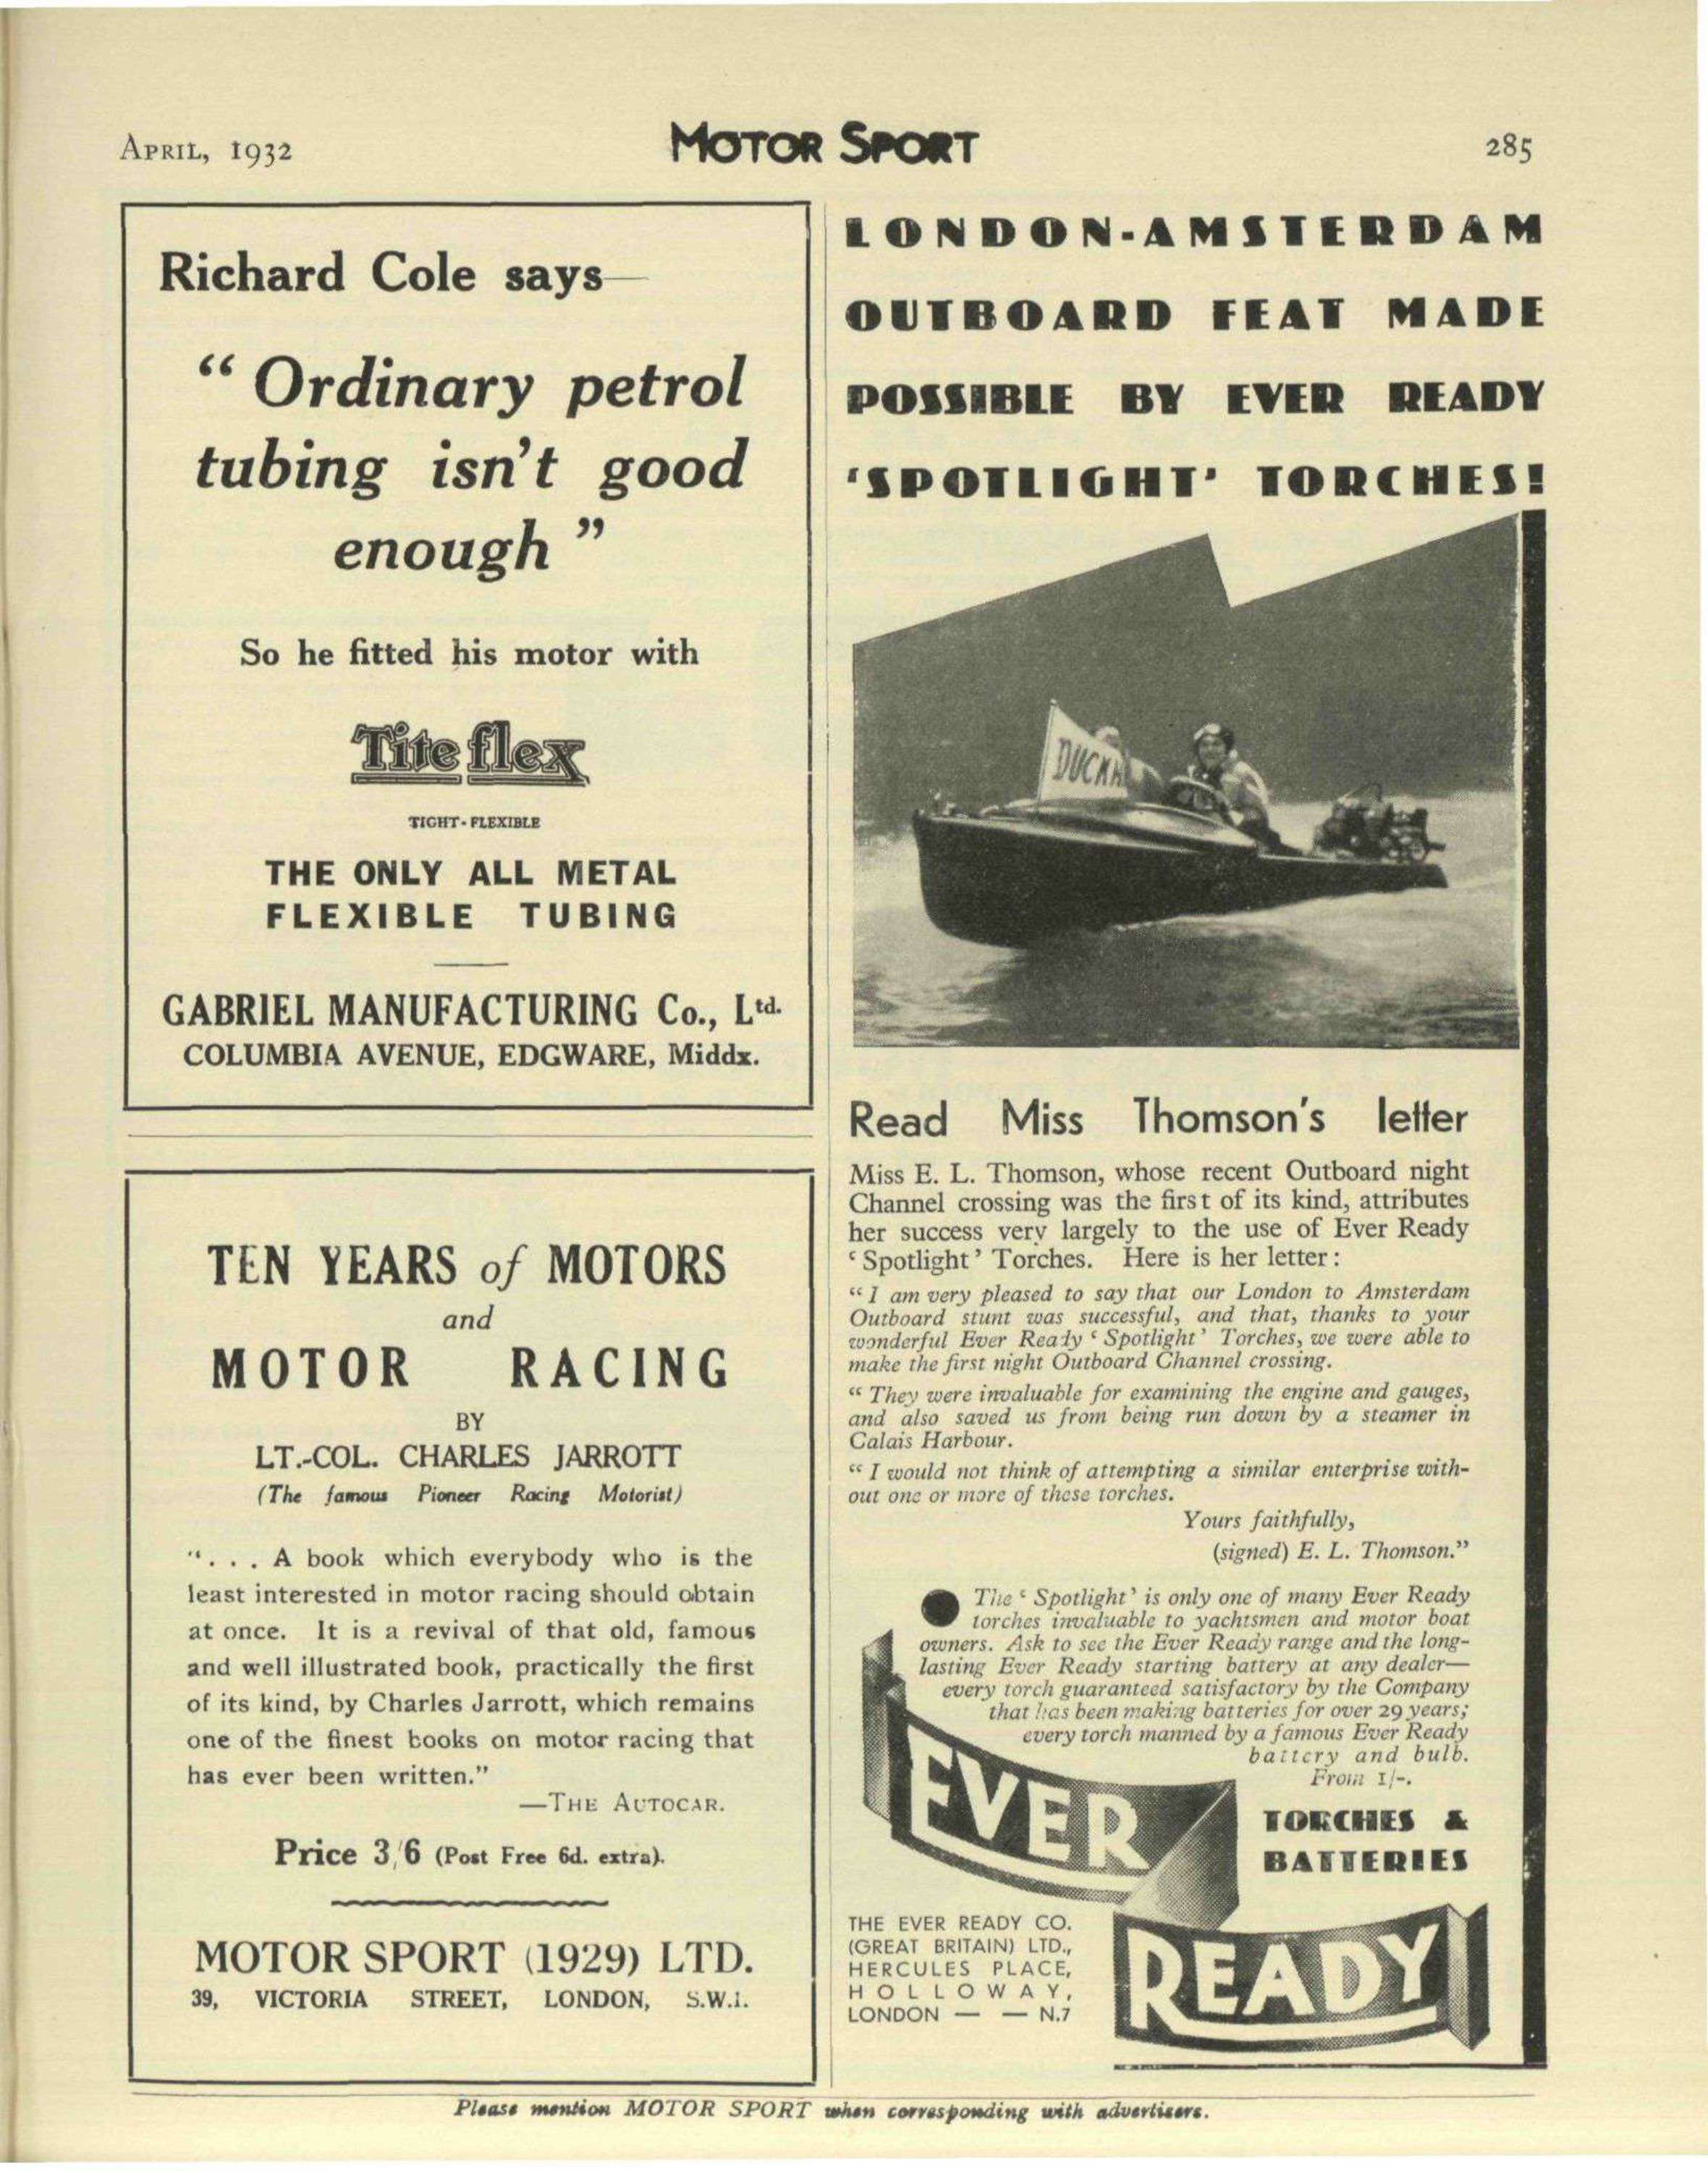 APRIL, 1932
MOTOR SPORT
285
Richard Cole says—
“ Ordinary petrol
tubing isn't good
enough ”
So he fitted his motor with
Titeflex
TIGHT-FLEXIBLE
THE ONLY ALL METAL
FLEXIBLE TUBING
GABRIEL MANUFACTURING Co., Ltd.
COLUMBIA AVENUE, EDGWARE, Middx.
TEN YEARS of MOTORS
and
MOTOR RACING
BY
LT.-COL. CHARLES JARROTT
(The famous Pioneer Racing Motorist)
“. . . A book which everybody who is the
least interested in motor racing should obtain
at once. It is a revival of that old, famous
and well illustrated book, practically the first
of its kind, by Charles Jarrott, which remains
one of the finest books on motor racing that
has ever been written.”
—THE AUTOCAR.
Price 3/6 (Post Free 6d. extra).
MOTOR SPORT (1929) LTD.
39, VICTORIA STREET, LONDON, S.W.1.
LONDON-AMSTERDAM
OUTBOARD FEAT MADE
POSSIBLE BY EVER READY
'SPOTLIGHT' TORCHES!
DUCKH
Read Miss Thomson's letter
Miss E. L. Thomson, whose recent Outboard night
Channel crossing was the first of its kind, attributes
her success very largely to the use of Ever Ready
‘ Spotlight ’ Torches. Here is her letter :
“ I am very pleased to say that our London to Amsterdam
Outboard stunt was successful, and that, thanks to your
wonderful Ever Ready ‘ Spotlight ’ Torches, we were able to
make the first night Outboard Channel crossing.
“ They were invaluable for examining the engine and gauges,
and also saved us from being run down by a steamer in
Calais Harbour.
“ I would not think of attempting a similar enterprise with-
out one or more of these torches.
Yours faithfully,
(signed) E. L. Thomson.”
The ‘ Spotlight ’ is only one of many Ever Ready
torches invaluable to yachtsmen and motor boat
owners. Ask to see the Ever Ready range and the long-
lasting Ever Ready starting battery at any dealer—
every torch guaranteed satisfactory by the Company
that has been making batteries for over 29 years;
every torch manned by a famous Ever Ready
battery and bulb.
From 1/-.
EVER
READY
TORCHES &
BATTERIES
THE EVER READY CO.
(GREAT BRITAIN) LTD.,
HERCULES PLACE,
HOLLOWAY,
LONDON — — N.7
Please mention MOTOR SPORT when corresponding with advertisers.